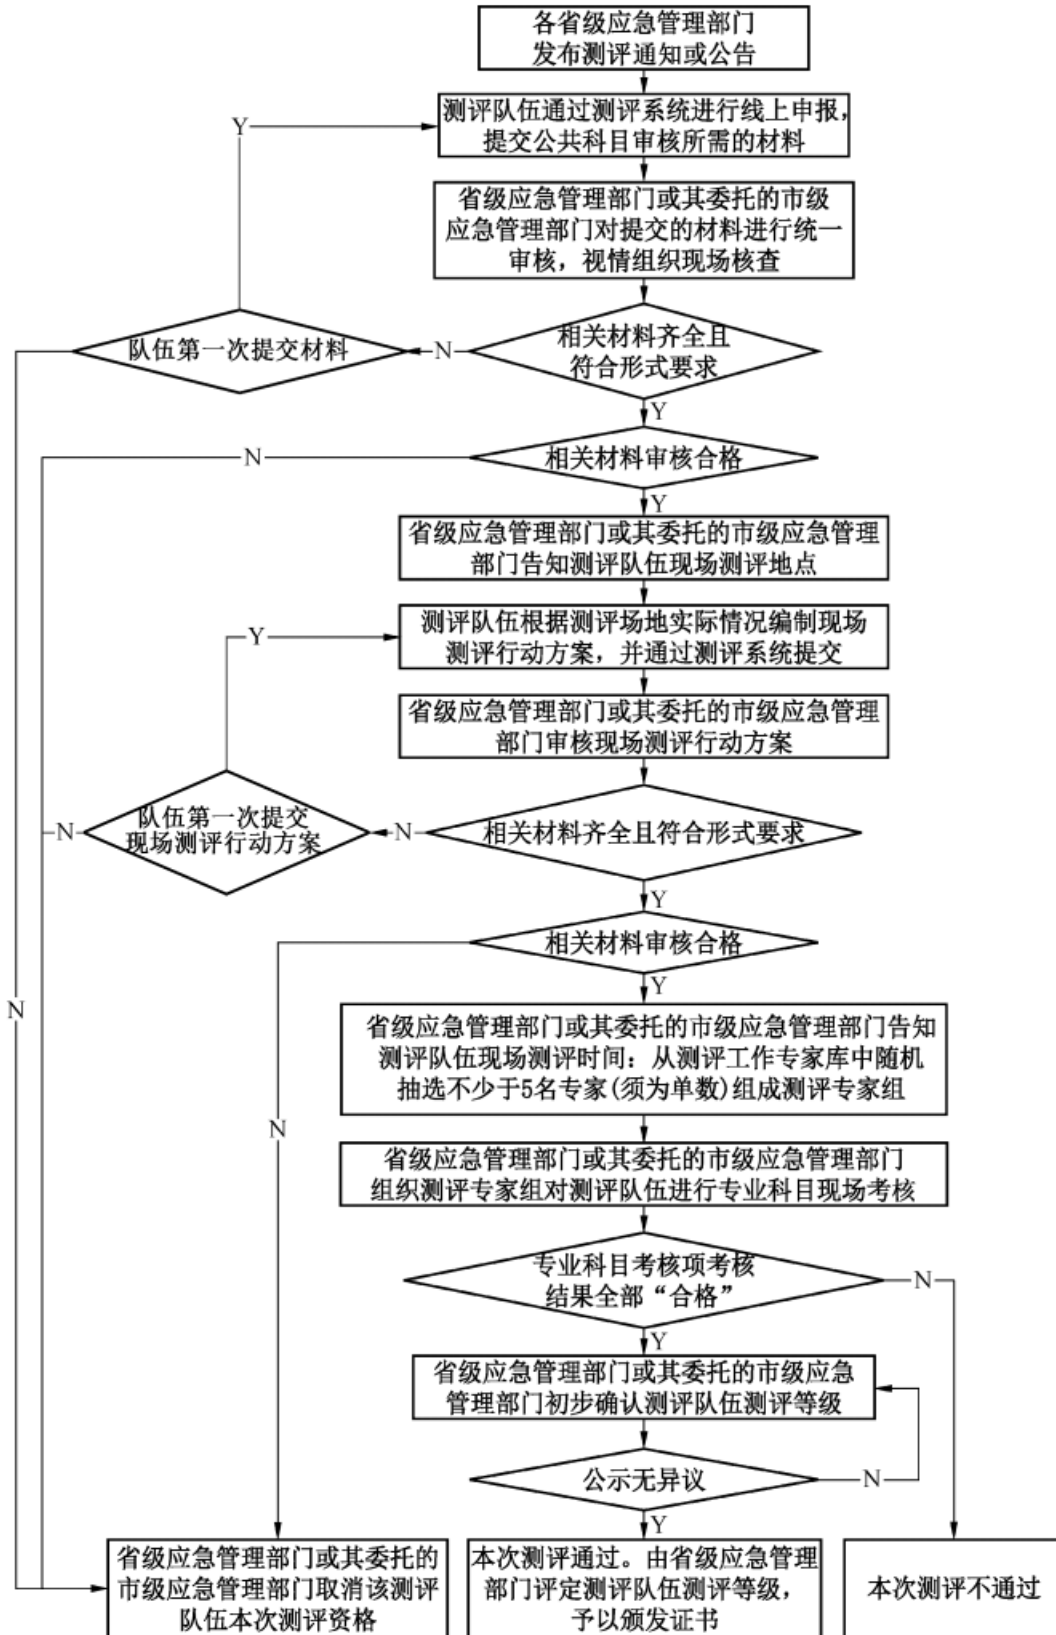 各省级应急管理部门
发布测评通知或公告
测评队伍通过测评系统进行线上申报，
提交公共科目审核所需的材料
Y
省级应急管理部门或其委托的市级
应急管理部门对提交的材料进行统一
审核，视情组织现场核查
相关材料齐全且
符合形式要求
N
队伍第一次提交材料
Y
相关材料审核合格
N
Y
省级应急管理部门或其委托的市级应急管理
部门告知测评队伍现场测评地点
测评队伍根据测评场地实际情况编制现场
测评行动方案，并通过测评系统提交
Y
省级应急管理部门或其委托的市级应急管理
部门审核现场测评行动方案
相关材料齐全且符合形式要求
N
队伍第一次提交
现场测评行动方案
N
Y
相关材料审核合格
Y
N
省级应急管理部门或其委托的市级应急管理部门告知
测评队伍现场测评时间：从测评工作专家库中随机
抽选不少于5名专家(须为单数)组成测评专家组
N
省级应急管理部门或其委托的市级应急管理部门
组织测评专家组对测评队伍进行专业科目现场考核
专业科目考核项考核
结果全部“合格”
N
Y
省级应急管理部门或其委托的市级应急
管理部门初步确认测评队伍测评等级
公示无异议
N
Y
省级应急管理部门或其委托的
市级应急管理部门取消该测评
队伍本次测评资格
本次测评通过。由省级应急管理
部门评定测评队伍测评等级，
予以颁发证书
本次测评不通过